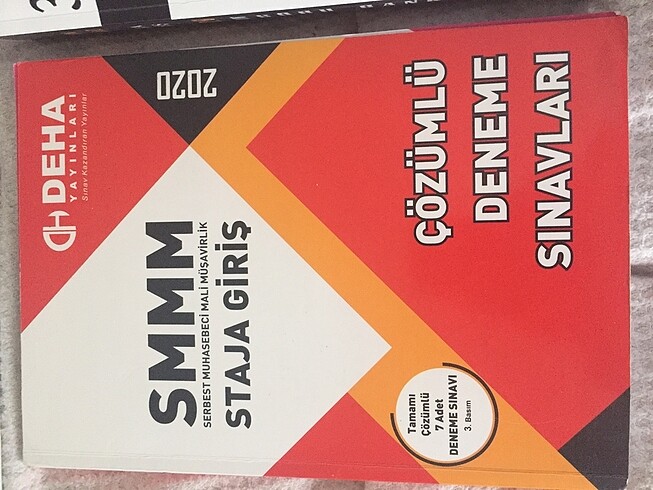 DEHA
YAYINLARI
Sınav Kazandıran Yayınlar
2020
SMMM
SERBEST MUHASEBECİ MALİ MÜŞAVİRLİK
STAJA GİRİŞ
ÇÖZÜMLÜ
DENEME
SINAVLARI
Tamamı
Çözümlü
7 Adet
DENEME SINAVI
3. Basım